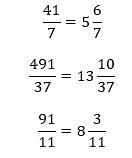 41/7 = 5 6/7
491/37 = 13 10/37
91/11 = 8 3/11